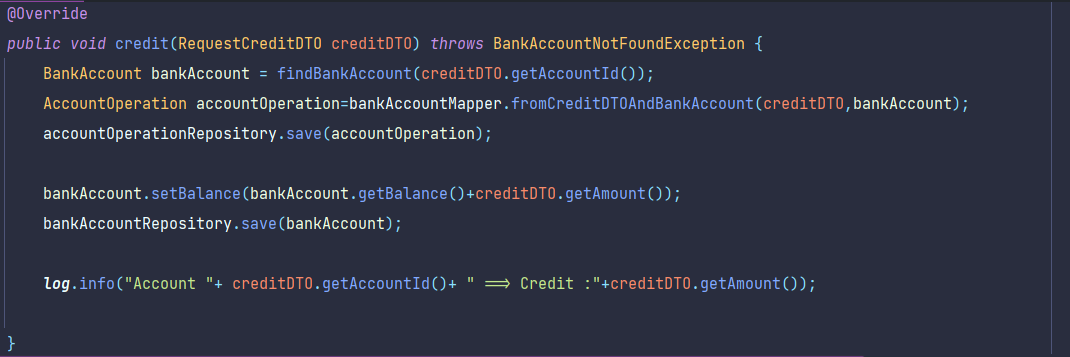 @Override
public void credit(RequestCreditDTO creditDTO) throws BankAccountNotFoundException {
    BankAccount bankAccount = findBankAccount(creditDTO.getAccountId());
    AccountOperation accountOperation=bankAccountMapper.fromCreditDTOAndBankAccount(creditDTO,bankAccount);
    accountOperationRepository.save(accountOperation);
    bankAccount.setBalance(bankAccount.getBalance()+creditDTO.getAmount());
    bankAccountRepository.save(bankAccount);
    log.info("Account "+ creditDTO.getAccountId()+ " ==> Credit :"+creditDTO.getAmount());
}